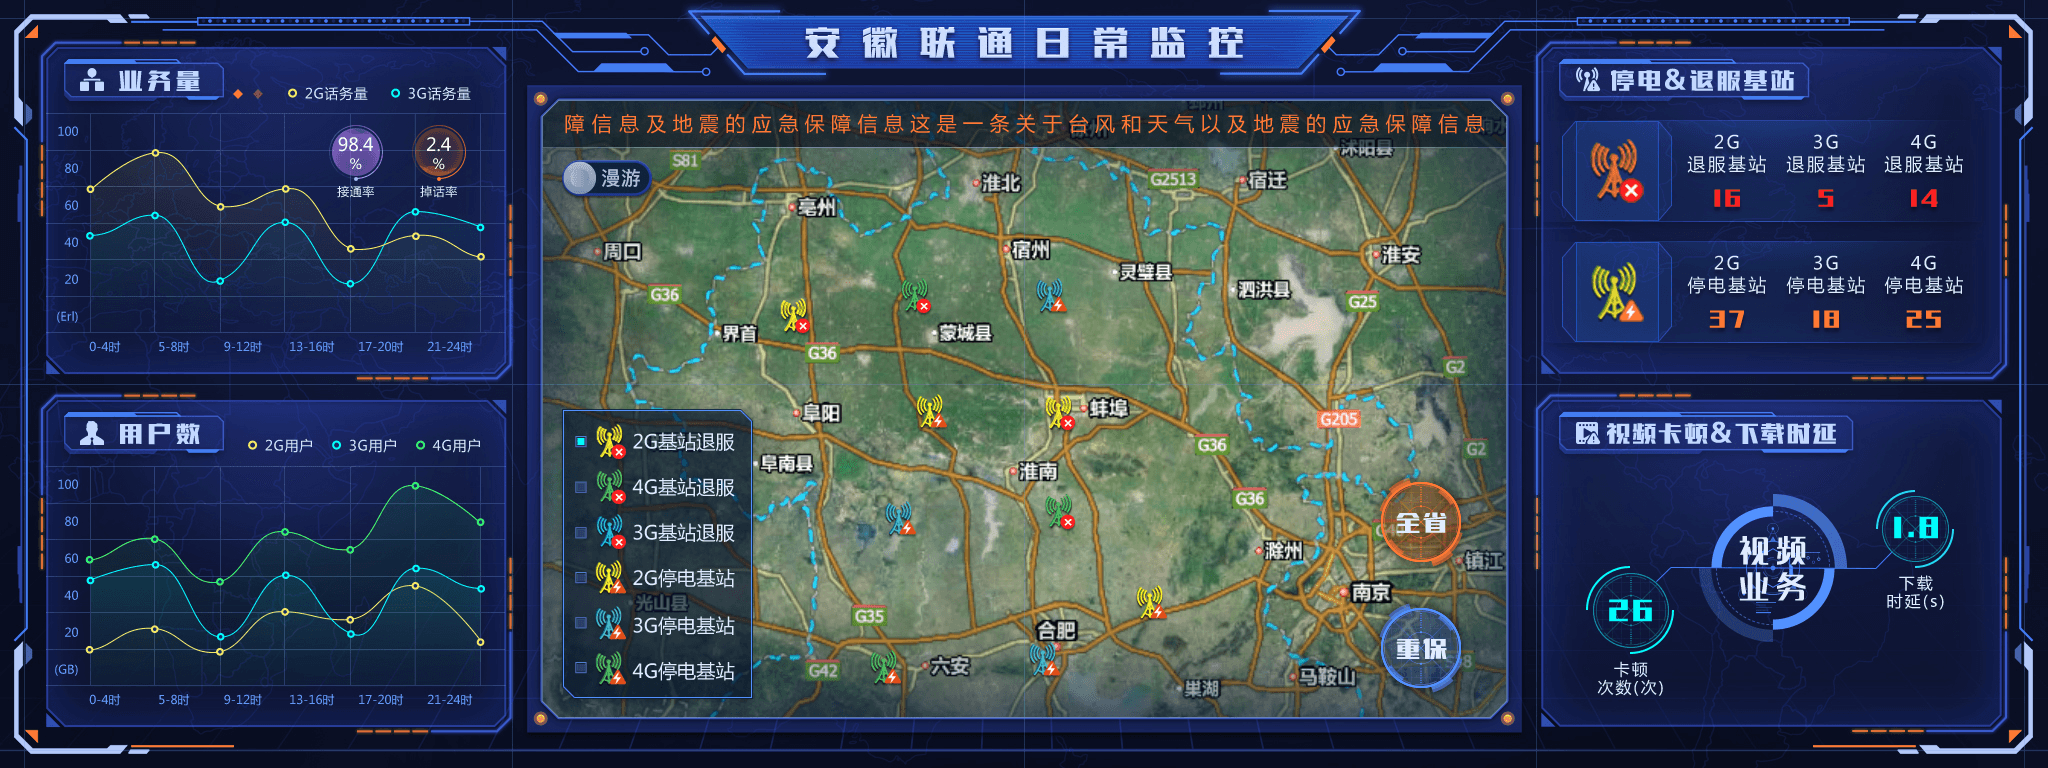 安徽联通日常监控
业务量
2G话务量
3G话务量
100
80
60
40
20
(Erl)
98.4
%
接通率
2.4
%
掉话率
0-4时
5-8时
9-12时
13-16时
17-20时
21-24时
用户数
2G用户
3G用户
4G用户
100
80
60
40
20
(GB)
0-4时
5-8时
9-12时
13-16时
17-20时
21-24时
障信息及地震的应急保障信息这是一条关于台风和天气以及地震的应急保障信息
漫游
S81
淮北
G2513
宿迁
沭阳县
亳州
周口
宿州
灵璧县
淮安
G36
泗洪县
G25
界首
蒙城县
G36
G2
阜阳
蚌埠
G205
G36
G2
阜南县
淮南
G36
滁州
镇江
南京
光山县
G35
合肥
G42
六安
巢湖
马鞍山
2G基站退服
4G基站退服
3G基站退服
2G停电基站
3G停电基站
4G停电基站
全省
重保
停电&退服基站
2G
退服基站
16
3G
退服基站
5
4G
退服基站
14
2G
停电基站
37
3G
停电基站
18
4G
停电基站
25
视频卡顿&下载时延
视频
业务
1.8
下载
时延(s)
26
卡顿
次数(次)